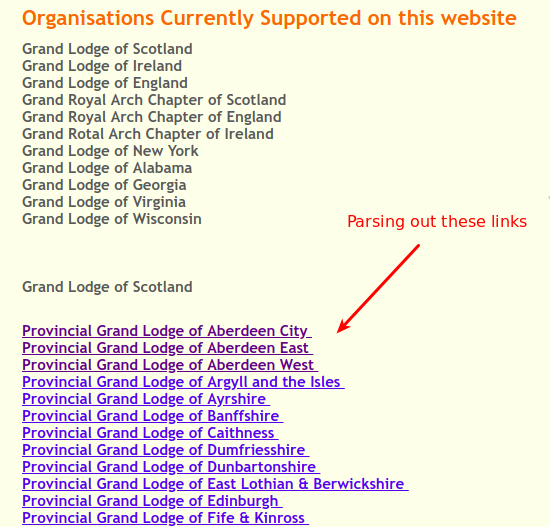 Organisations Currently Supported on this website
Grand Lodge of Scotland
Grand Lodge of Ireland
Grand Lodge of England
Grand Royal Arch Chapter of Scotland
Grand Royal Arch Chapter of England
Grand Rotal Arch Chapter of Ireland
Grand Lodge of New York
Grand Lodge of Alabama
Grand Lodge of Georgia
Grand Lodge of Virginia
Grand Lodge of Wisconsin
Parsing out these links
Grand Lodge of Scotland
Provincial Grand Lodge of Aberdeen City
Provincial Grand Lodge of Aberdeen East
Provincial Grand Lodge of Aberdeen West
Provincial Grand Lodge of Argyll and the Isles
Provincial Grand Lodge of Ayrshire
Provincial Grand Lodge of Banffshire
Provincial Grand Lodge of Caithness
Provincial Grand Lodge of Dumfriesshire
Provincial Grand Lodge of Dunbartonshire
Provincial Grand Lodge of East Lothian & Berwickshire
Provincial Grand Lodge of Edinburgh
Provincial Grand Lodge of Fife & Kinross